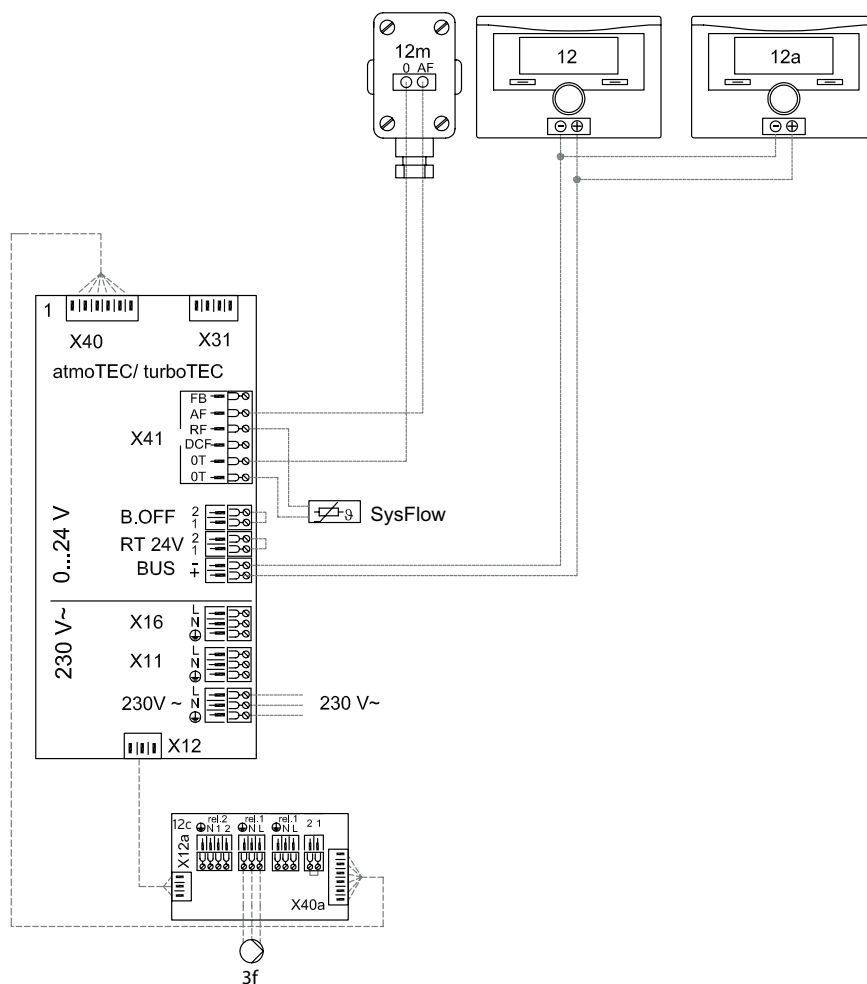 12m
0 AF
12
12a
1
X40
X31
atmoTEC/ turboTEC
X41
FB
AF
RF
DCF
0T
0T
SysFlow
0...24 V
B.OFF 2
1
RT 24V 2
1
BUS -
+
230 V~
X16 L
N
X11 L
N
230V ~ L
N
230 V~
X12
12c
rel.2
N 1 2
rel.1
N L
rel.1
N L
2 1
X12a
X40a
3f